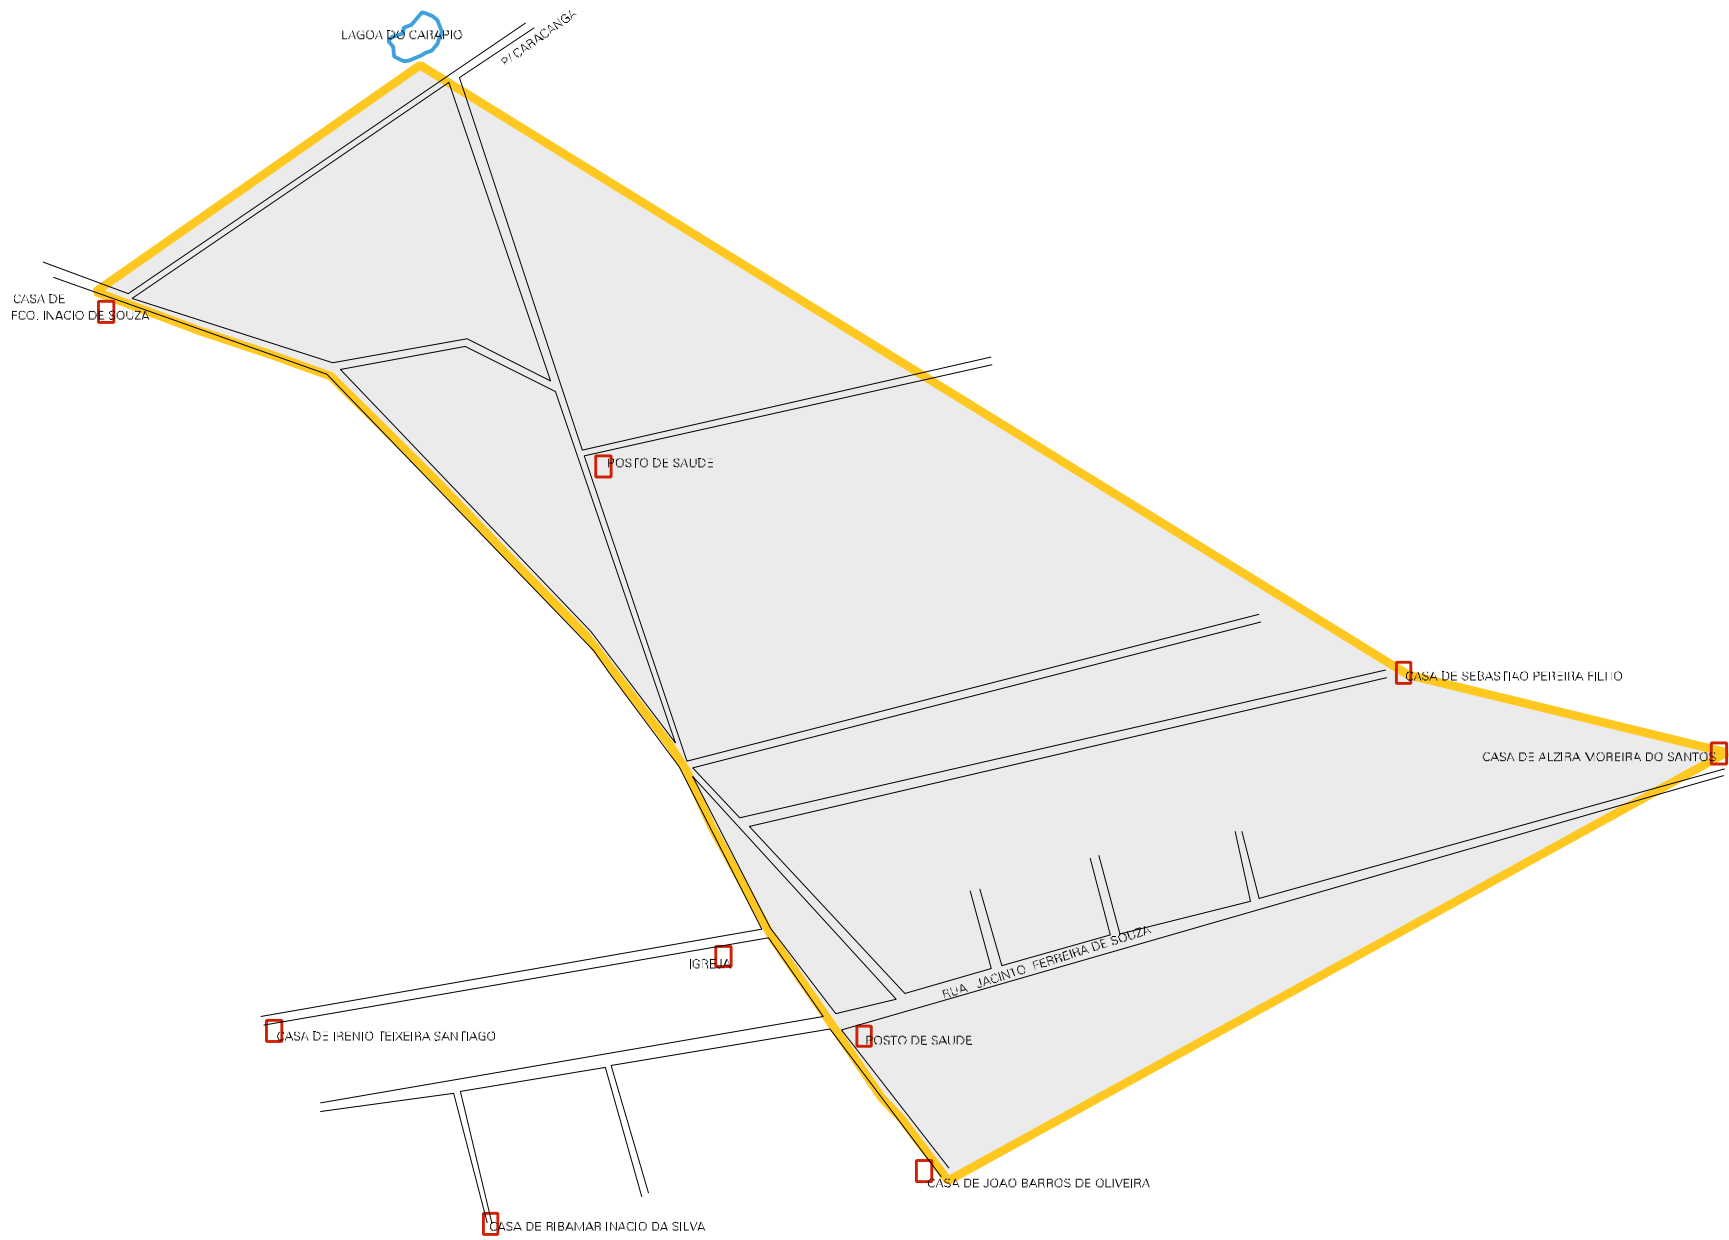 LAGOA DO CARAPIO
P/ CARACANGA
CASA DE
FCO. INACIO DE SOUZA
POSTO DE SAUDE
CASA DE SEBASTIAO PEREIRA FILHO
CASA DE ALZIRA MOREIRA DO SANTOS
RUA JACINTO FERREIRA DE SOUZA
IGREJA
CASA DE IRENIO TEIXEIRA SANTIAGO
POSTO DE SAUDE
CASA DE JOAO BARROS DE OLIVEIRA
CASA DE RIBAMAR INACIO DA SILVA